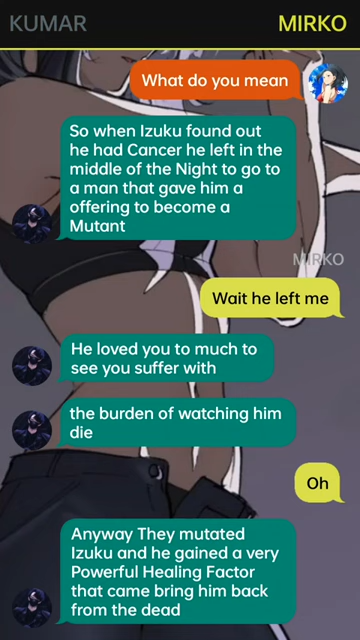 KUMAR
MIRKO
What do you mean
So when Izuku found out
he had Cancer he left in the
middle of the Night to go to
a man that gave him a
offering to become a
Mutant
MIRKO
Wait he left me
He loved you to much to
see you suffer with
the burden of watching him
die
Oh
Anyway They mutated
Izuku and he gained a very
Powerful Healing Factor
that came bring him back
from the dead